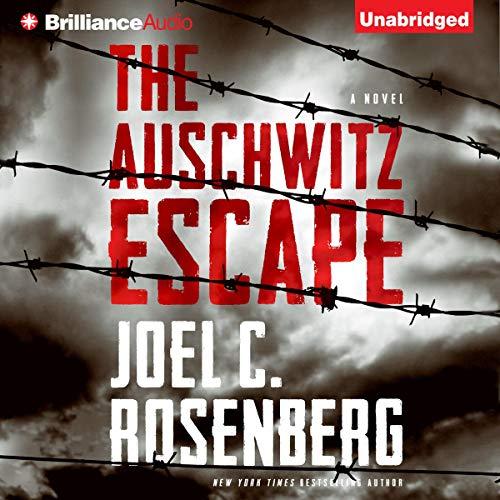 BrillianceAudio
Unabridged
THE
A NOVEL
AUSCHWITZ
ESCAPE
JOEL C.
ROSENBERG
NEW YORK TIMES BESTSELLING AUTHOR